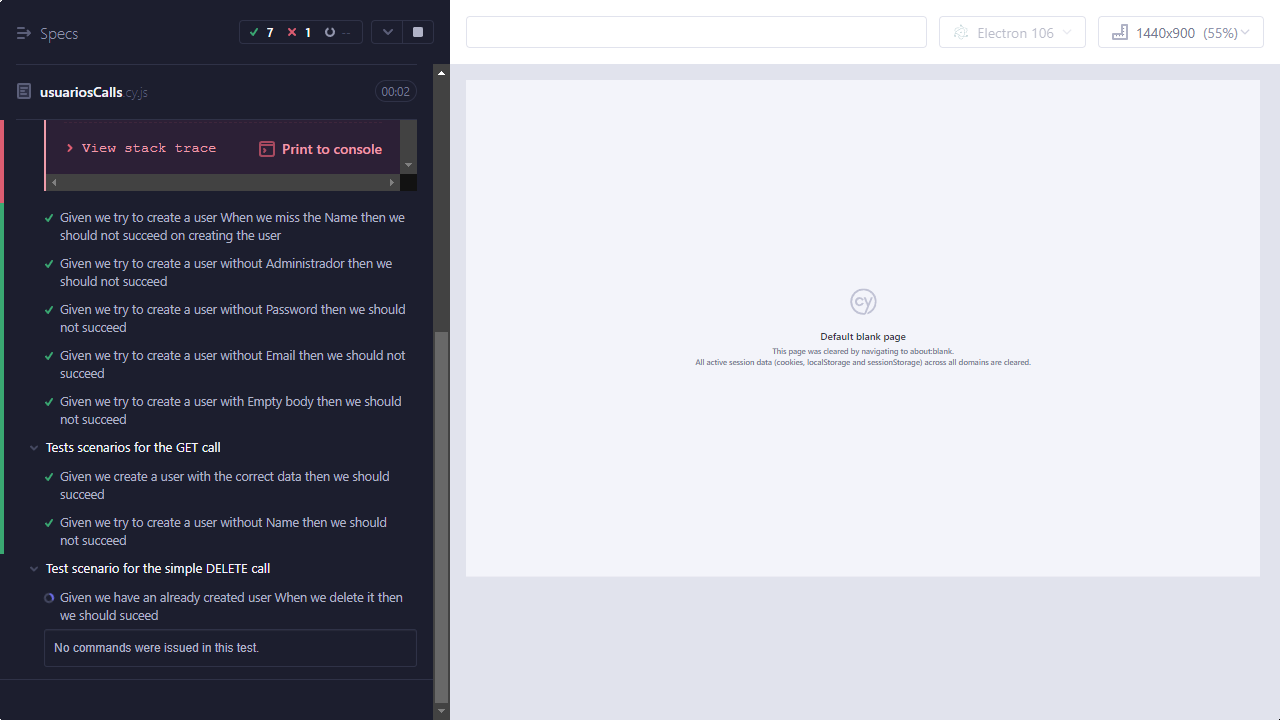 Specs
7
1
--
Electron 106
1440x900 (55%)
usuariosCalls cy.js
00:02
View stack trace
Print to console
Given we try to create a user When we miss the Name then we
should not succeed on creating the user
Given we try to create a user without Administrador then we
should not succeed
Given we try to create a user without Password then we should
not succeed
Given we try to create a user without Email then we should not
succeed
Given we try to create a user with Empty body then we should
not succeed
Tests scenarios for the GET call
Given we create a user with the correct data then we should
succeed
Given we try to create a user without Name then we should
not succeed
Test scenario for the simple DELETE call
Given we have an already created user When we delete it then
we should suceed
No commands were issued in this test.
cy
Default blank page
This page was cleared by navigating to about:blank.
All active session data (cookies, localStorage and sessionStorage) across all domains are cleared.